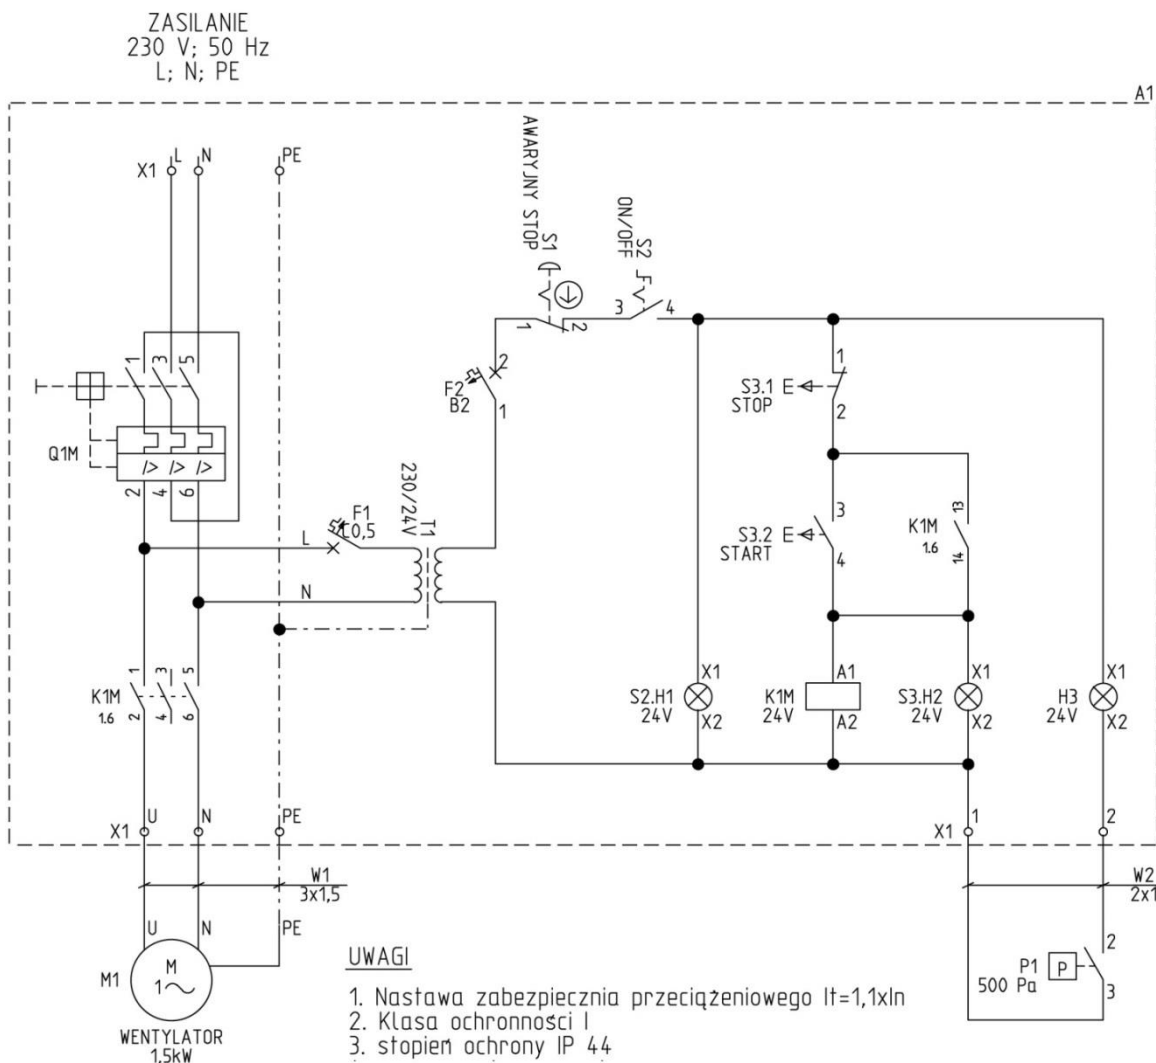 ZASILANIE
230 V; 50 Hz
L; N; PE
A1
X1
L
N
PE
AWARYJNY STOP
S1
ON/OFF
S2
1
2
3
4
1
3
5
Q1M
2
4
6
F2
B2
2
1
S3.1
STOP
E
1
2
230/24V
T1
F1
C0,5
L
N
S3.2
START
E
3
4
K1M
1.6
13
14
K1M
1.6
1
3
5
2
4
6
S2.H1
24V
X1
X2
K1M
24V
A1
A2
S3.H2
24V
X1
X2
H3
24V
X1
X2
X1
U
N
PE
X1
1
2
W1
3x1,5
W2
2x1
U
N
PE
M1
M
1
WENTYLATOR
1,5kW
P1
500 Pa
P
2
3
UWAGI
1. Nastawa zabezpiecznia przeciążeniowego It=1,1xIn
2. Klasa ochronności I
3. stopień ochrony IP 44